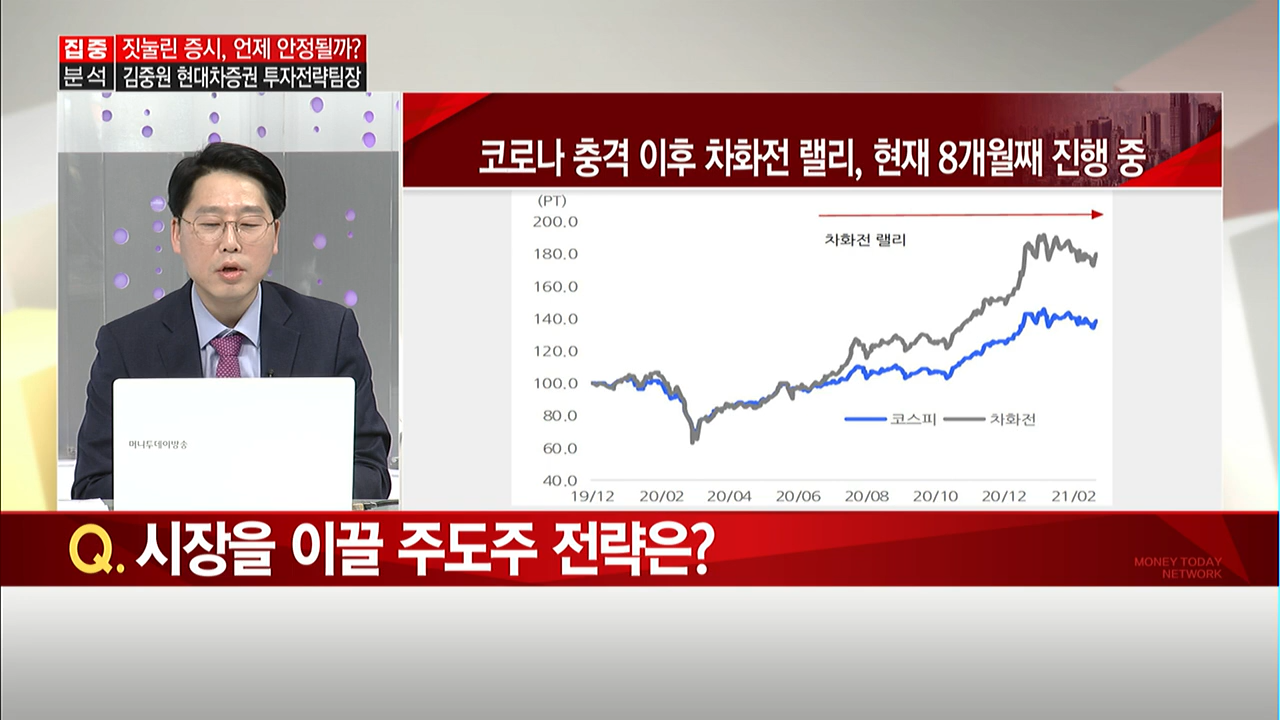 집중
분석
짓눌린 증시, 언제 안정될까?
김중원 현대차증권 투자전략팀장
코로나 충격 이후 차화전 랠리, 현재 8개월째 진행 중
(PT)
200.0
180.0
160.0
140.0
120.0
100.0
80.0
60.0
40.0
차화전 랠리
코스피 차화전
19/12 20/02 20/04 20/06 20/08 20/10 20/12 21/02
머니투데이방송
Q. 시장을 이끌 주도주 전략은?
MONEY TODAY
NETWORK